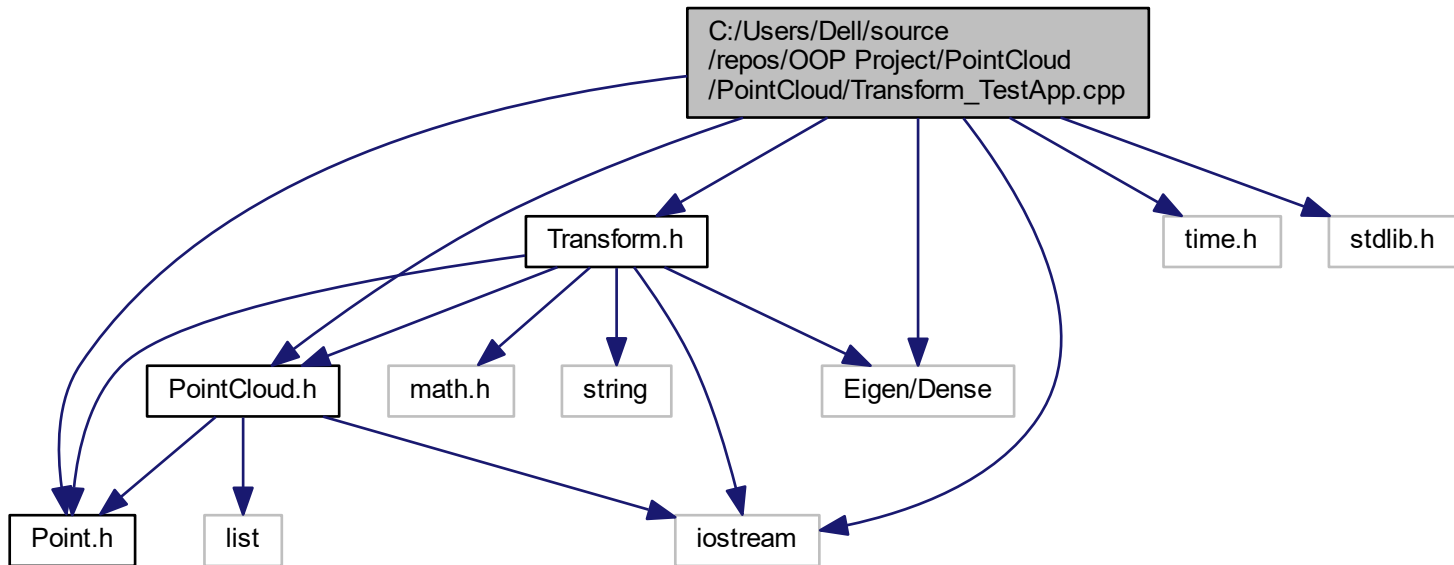 C:/Users/Dell/source
/repos/OOP Project/PointCloud
/PointCloud/Transform_TestApp.cpp
Transform.h
time.h
stdlib.h
PointCloud.h
math.h
string
Eigen/Dense
Point.h
list
iostream